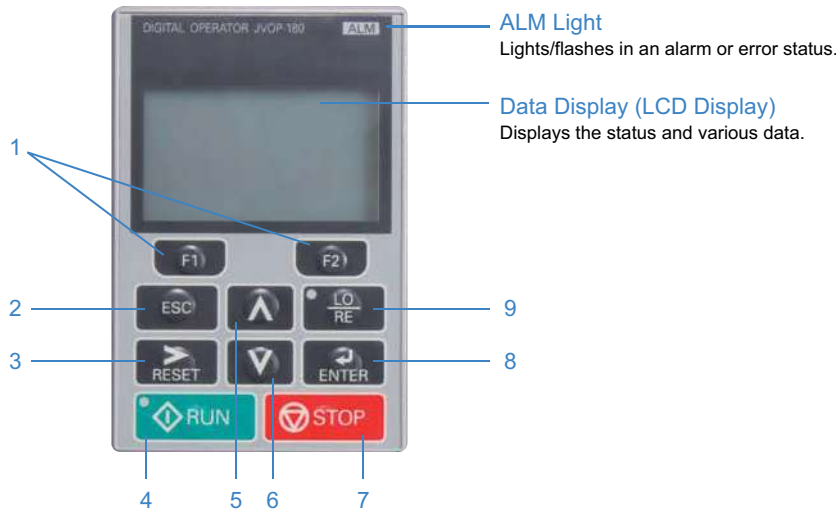 DIGITAL OPERATOR JVOP-180 ALM
ALM Light
Lights/flashes in an alarm or error status.
Data Display (LCD Display)
Displays the status and various data.
1
F1
F2
2
ESC
LO
RE
9
3
RESET
ENTER
8
RUN
STOP
4
5
6
7